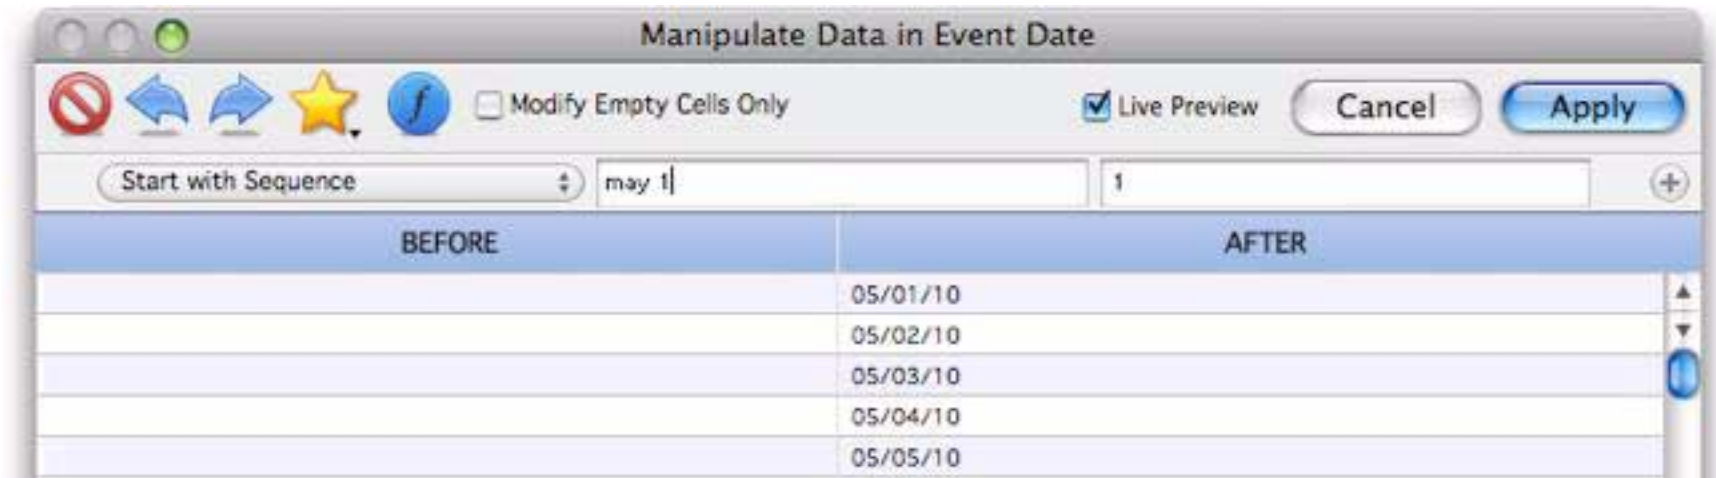 Manipulate Data in Event Date
f Modify Empty Cells Only Live Preview Cancel Apply
Start with Sequence may 1 1
BEFORE AFTER
05/01/10
05/02/10
05/03/10
05/04/10
05/05/10